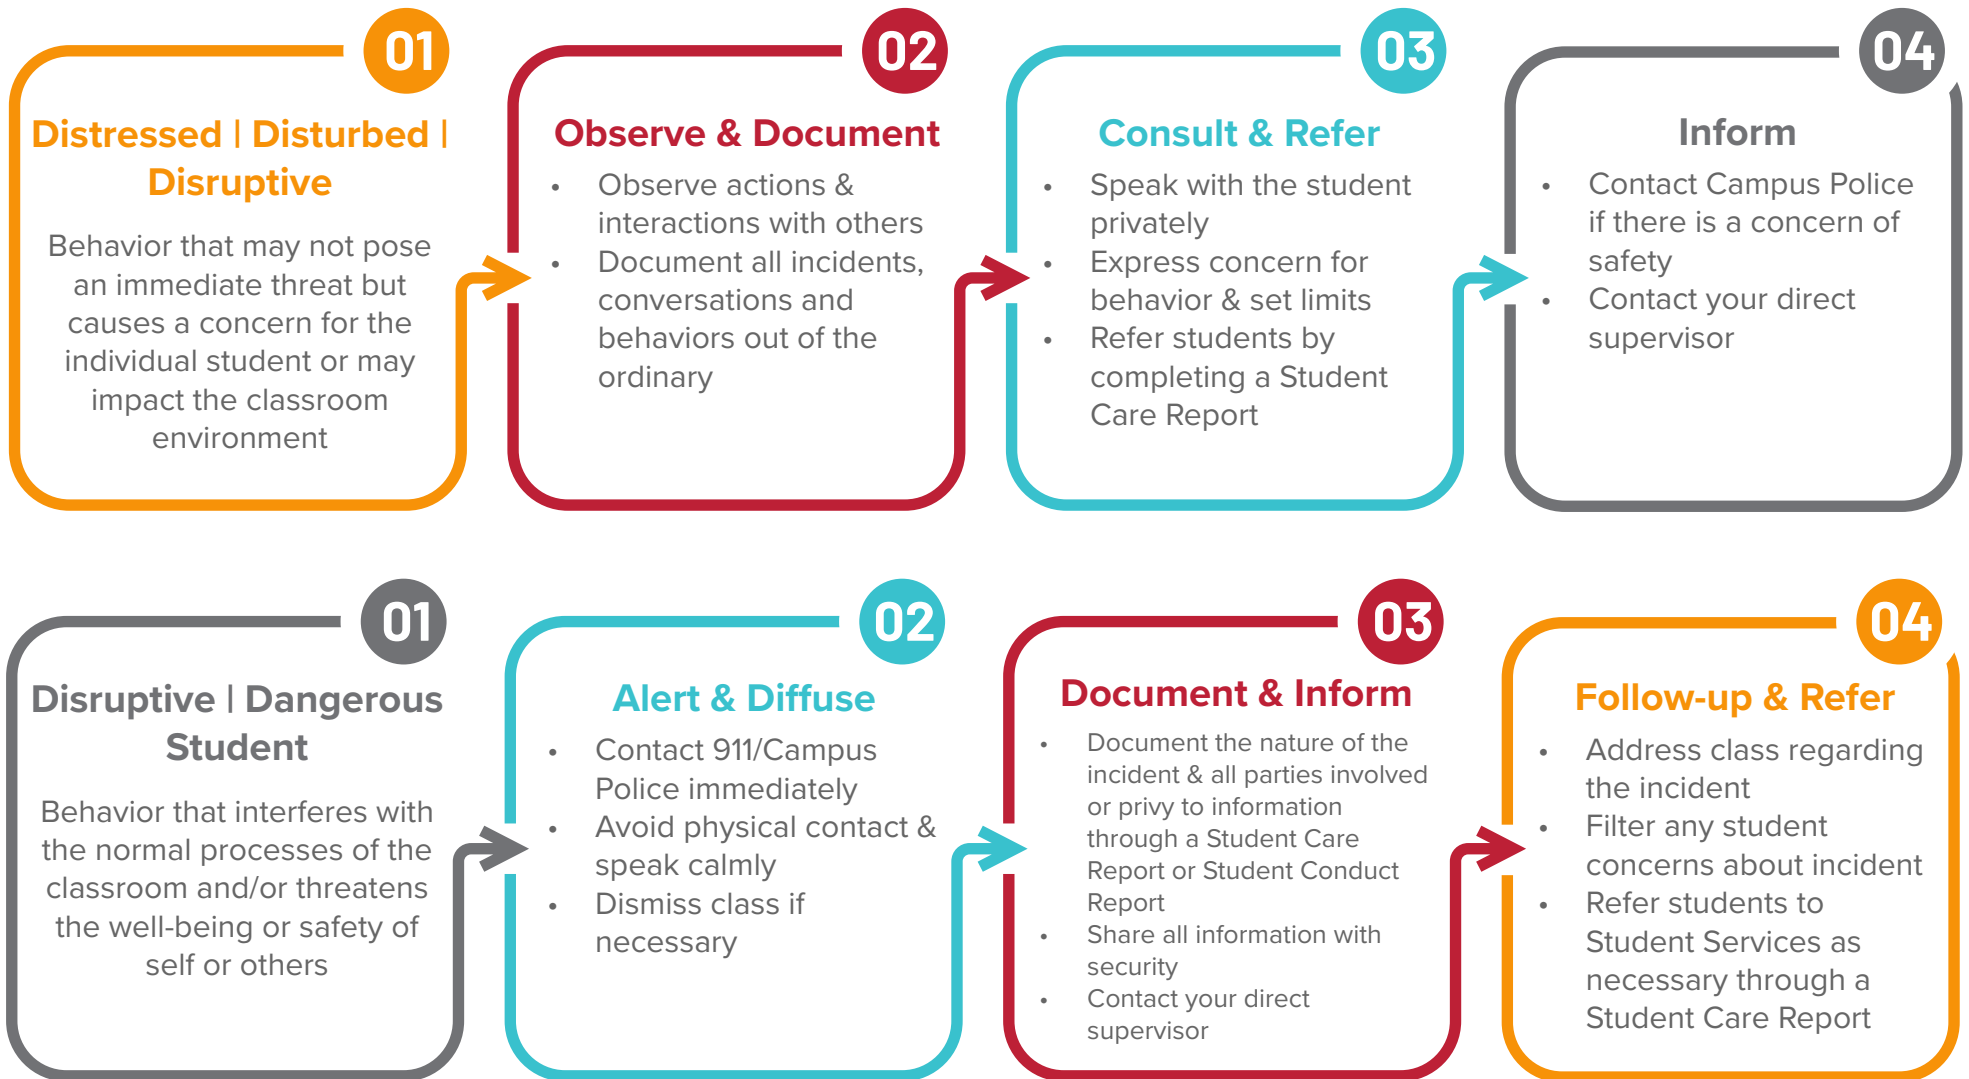 01
Distressed | Disturbed |
Disruptive
Behavior that may not pose
an immediate threat but
causes a concern for the
individual student or may
impact the classroom
environment
02
Observe & Document
• Observe actions &
interactions with others
• Document all incidents,
conversations and
behaviors out of the
ordinary
03
Consult & Refer
• Speak with the student
privately
• Express concern for
behavior & set limits
• Refer students by
completing a Student
Care Report
04
Inform
• Contact Campus Police
if there is a concern of
safety
• Contact your direct
supervisor
01
Disruptive | Dangerous
Student
Behavior that interferes with
the normal processes of the
classroom and/or threatens
the well-being or safety of
self or others
02
Alert & Diffuse
• Contact 911/Campus
Police immediately
• Avoid physical contact &
speak calmly
• Dismiss class if
necessary
03
Document & Inform
• Document the nature of the
incident & all parties involved
or privy to information
through a Student Care
Report or Student Conduct
Report
• Share all information with
security
• Contact your direct
supervisor
04
Follow-up & Refer
• Address class regarding
the incident
• Filter any student
concerns about incident
• Refer students to
Student Services as
necessary through a
Student Care Report